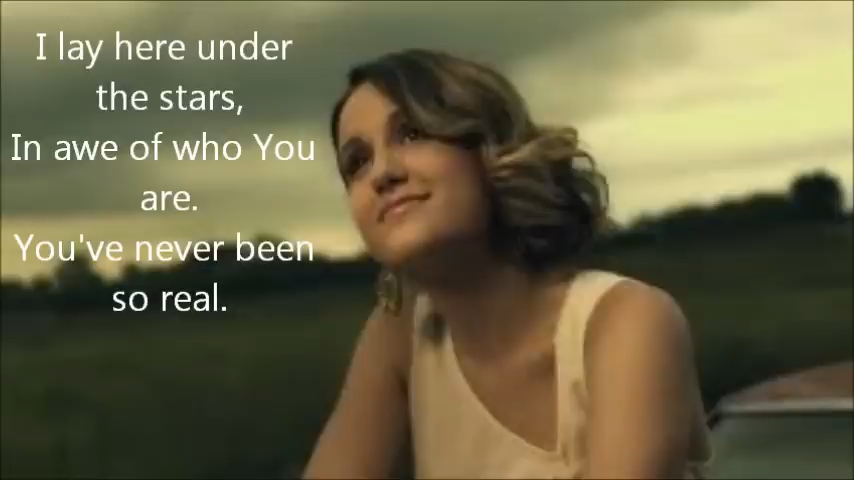 I lay here under
the stars,
In awe of who You
are.
You've never been
so real.